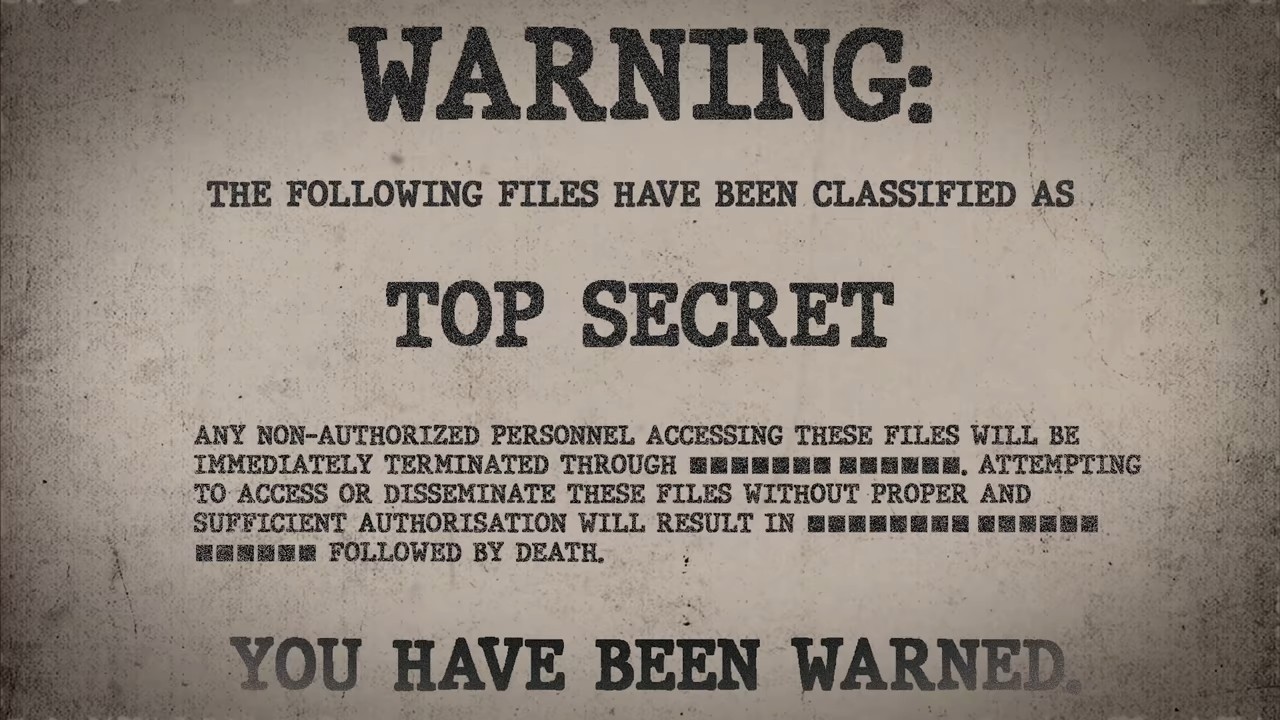 WARNING:
THE FOLLOWING FILES HAVE BEEN CLASSIFIED AS
TOP SECRET
ANY NON-AUTHORIZED PERSONNEL ACCESSING THESE FILES WILL BE
IMMEDIATELY TERMINATED THROUGH ■■■■■■■ ■■■■■■. ATTEMPTING
TO ACCESS OR DISSEMINATE THESE FILES WITHOUT PROPER AND
SUFFICIENT AUTHORISATION WILL RESULT IN ■■■■■■■■ ■■■■■■
■■■■■■ FOLLOWED BY DEATH.
YOU HAVE BEEN WARNED.